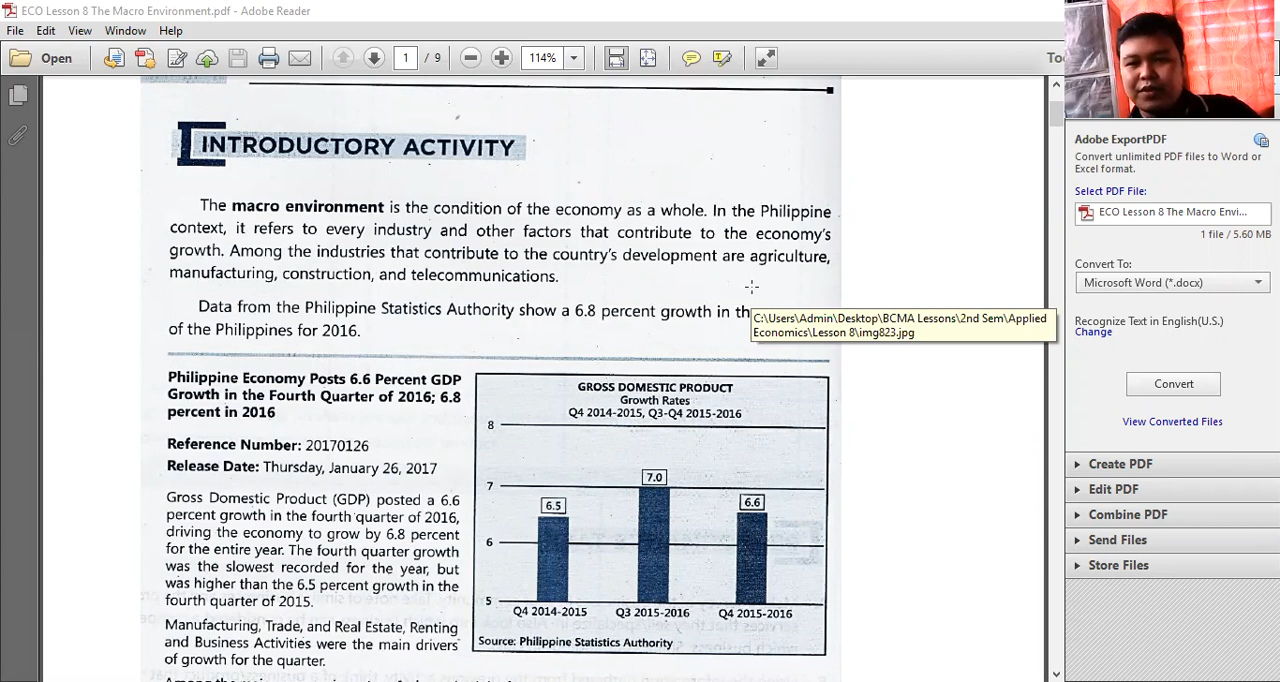 ECO Lesson 8 The Macro Environment.pdf - Adobe Reader
File Edit View Window Help
Open
1 / 9
114%
To
INTRODUCTORY ACTIVITY
The macro environment is the condition of the economy as a whole. In the Philippine
context, it refers to every industry and other factors that contribute to the economy's
growth. Among the industries that contribute to the country's development are agriculture,
manufacturing, construction, and telecommunications.
Data from the Philippine Statistics Authority show a 6.8 percent growth in th
of the Philippines for 2016.
C:\Users\Admin\Desktop\BCMA Lessons\2nd Sem\Applied
Economics\Lesson 8\img823.jpg
Philippine Economy Posts 6.6 Percent GDP
Growth in the Fourth Quarter of 2016; 6.8
percent in 2016
Reference Number: 20170126
Release Date: Thursday, January 26, 2017
Gross Domestic Product (GDP) posted a 6.6
percent growth in the fourth quarter of 2016,
driving the economy to grow by 6.8 percent
for the entire year. The fourth quarter growth
was the slowest recorded for the year, but
was higher than the 6.5 percent growth in the
fourth quarter of 2015.
Manufacturing, Trade, and Real Estate, Renting
and Business Activities were the main drivers
of growth for the quarter.
GROSS DOMESTIC PRODUCT
Growth Rates
Q4 2014-2015, Q3-Q4 2015-2016
8
7
6
5
6.5
7.0
6.6
Q4 2014-2015
Q3 2015-2016
Q4 2015-2016
Source: Philippine Statistics Authority
Adobe ExportPDF
Convert unlimited PDF files to Word or
Excel format.
Select PDF File:
ECO Lesson 8 The Macro Envi...
1 file / 5.60 MB
Convert To:
Microsoft Word (*.docx)
Recognize Text in English(U.S.)
Change
Convert
View Converted Files
Create PDF
Edit PDF
Combine PDF
Send Files
Store Files